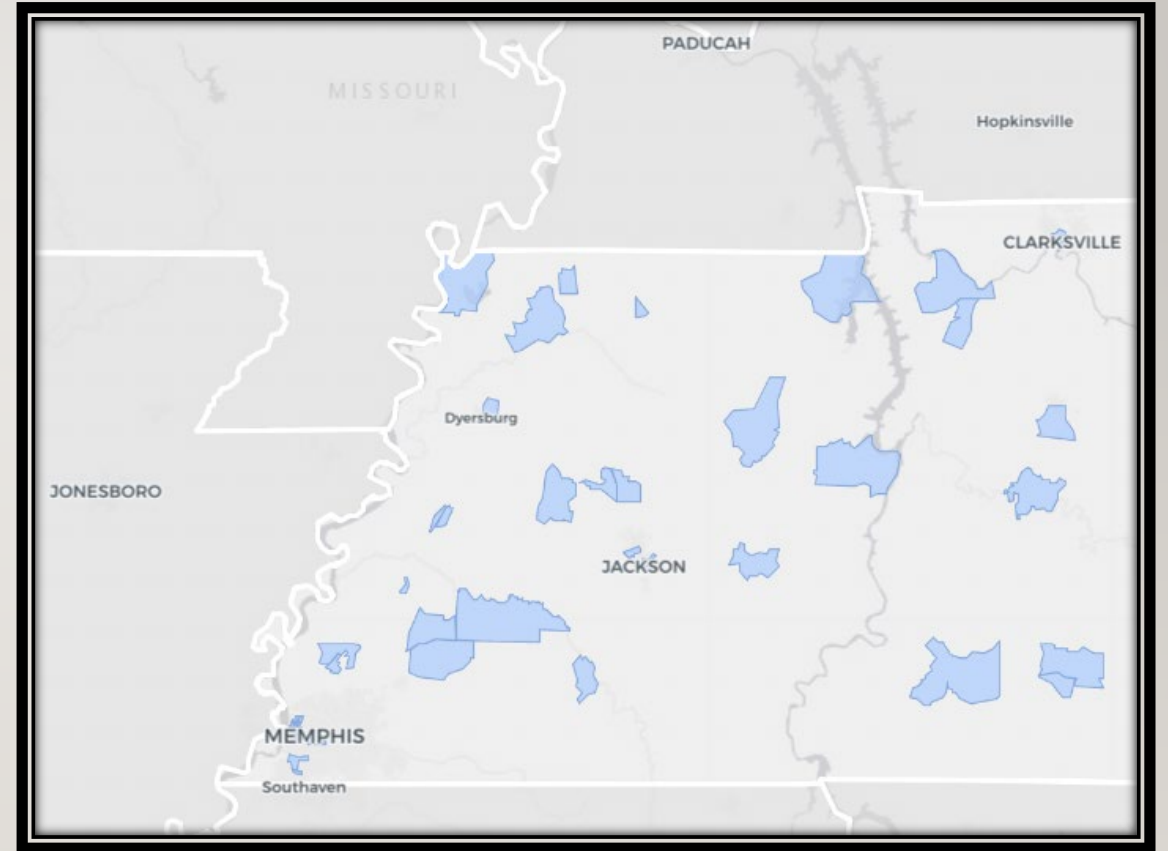 PADUCAH
MISSOURI
Hopkinsville
CLARKSVILLE
Dyersburg
JONESBORO
JACKSON
MEMPHIS
Southaven